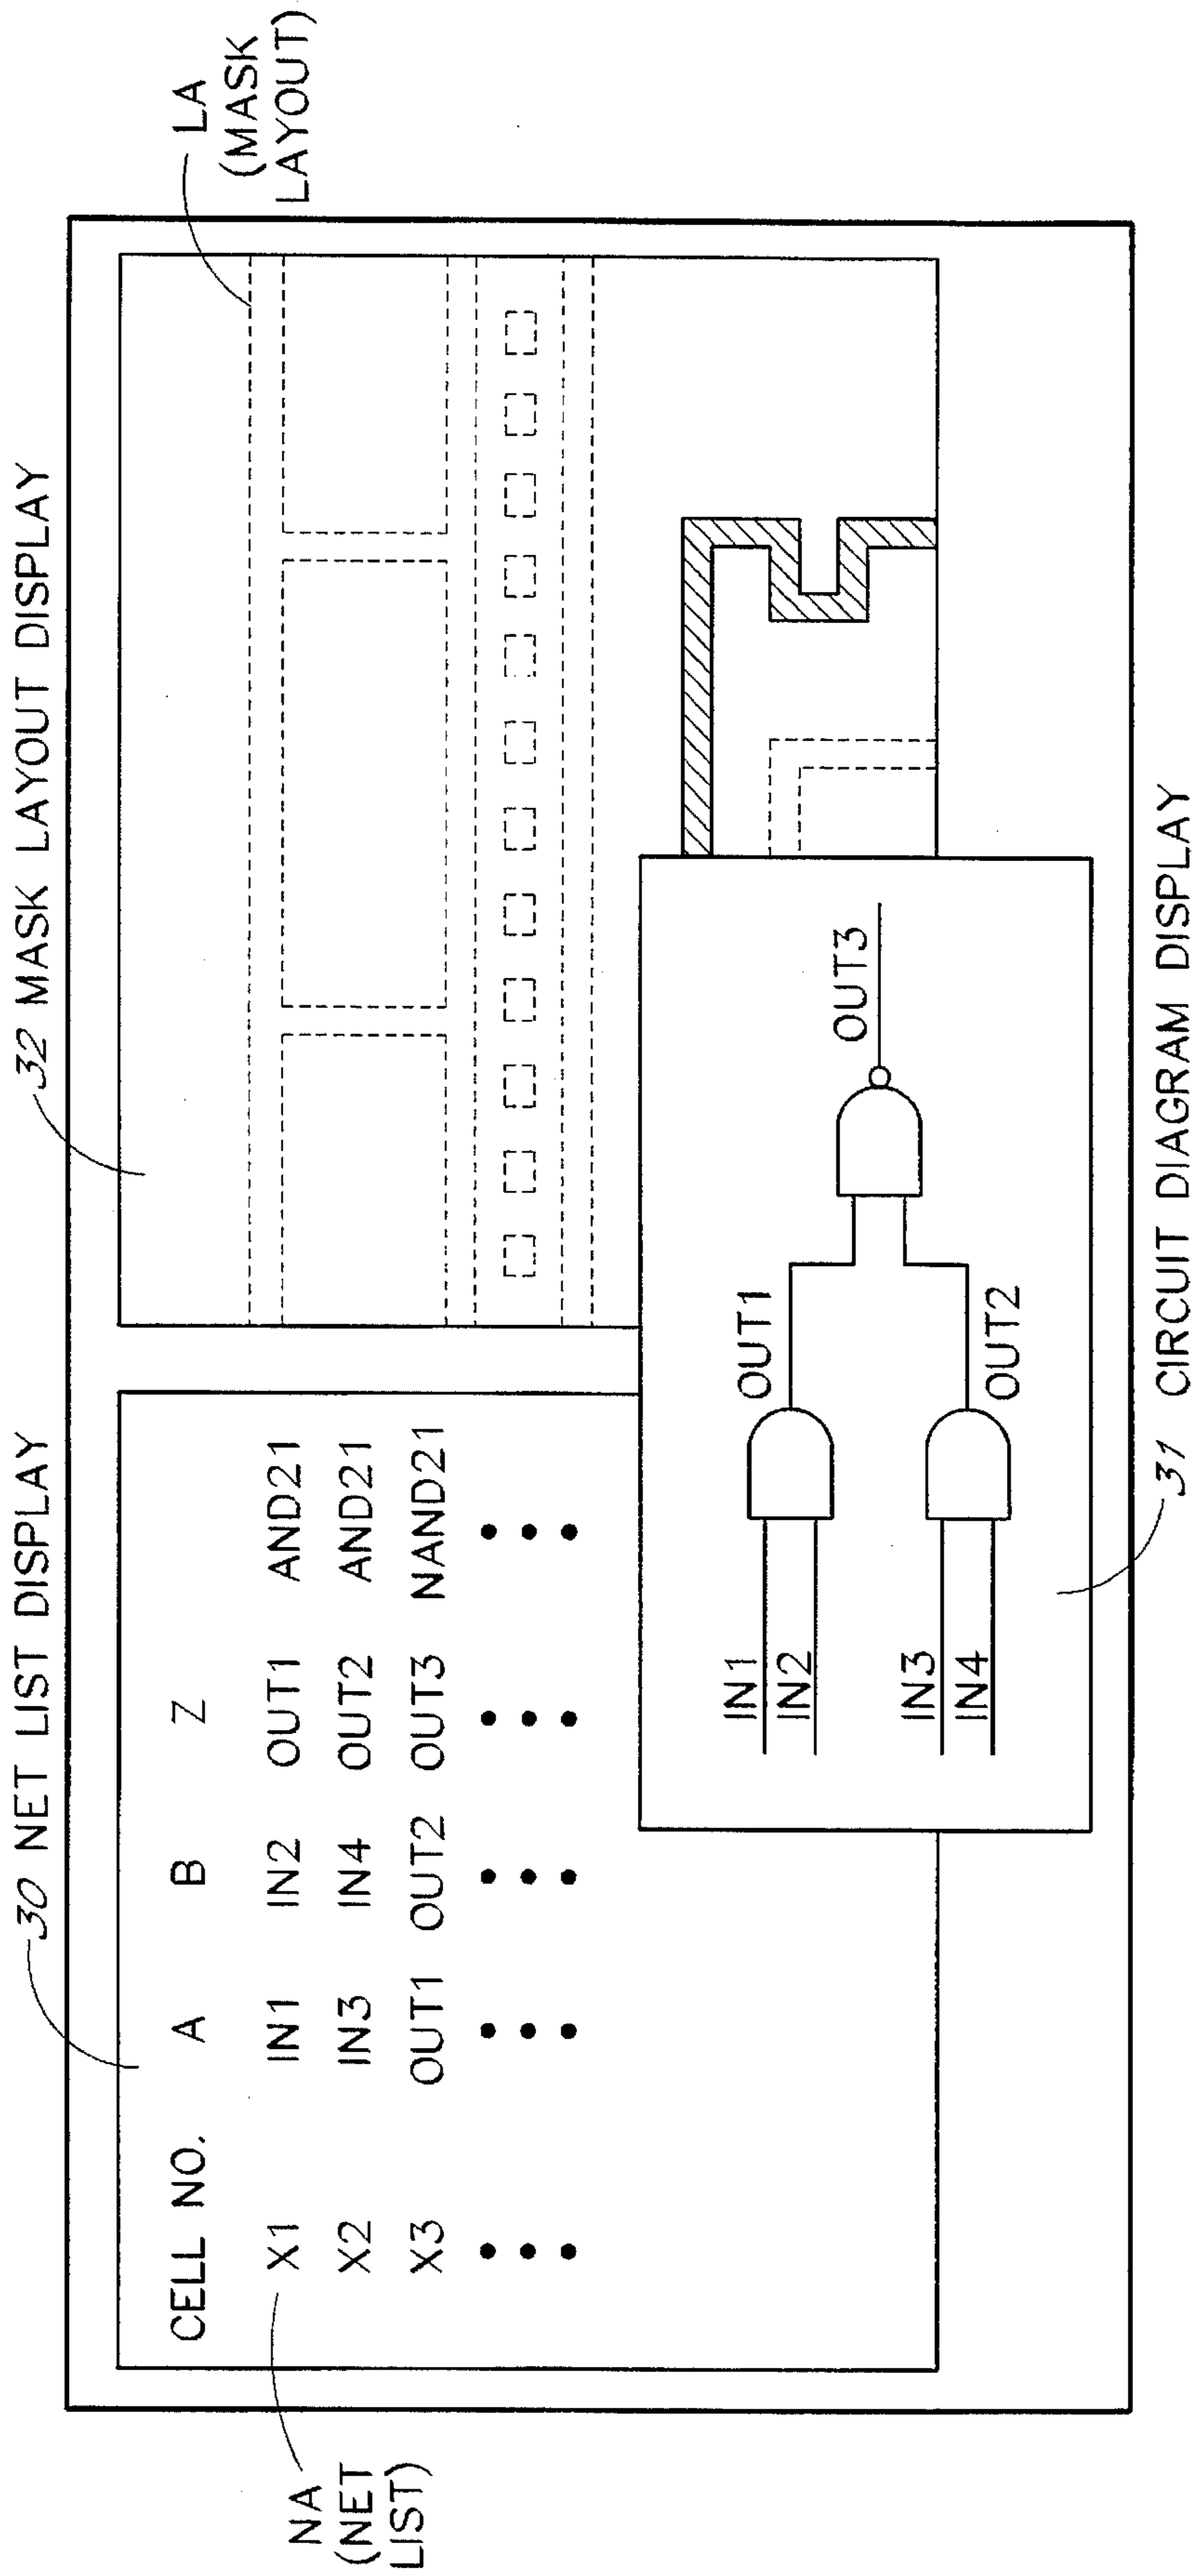 30 NET LIST DISPLAY
32 MASK LAYOUT DISPLAY
LA
(MASK
LAYOUT)
NA
(NET
LIST)
CELL NO. A B Z
X1 IN1 IN2 OUT1 AND21
X2 IN3 IN4 OUT2 AND21
X3 OUT1 OUT2 OUT3 NAND21
IN1
IN2
OUT1
IN3
IN4
OUT2
OUT3
31 CIRCUIT DIAGRAM DISPLAY